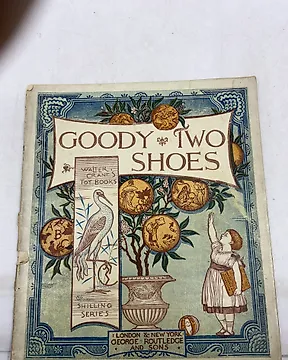 GOODY TWO
SHOES
WALTER
CRANE'S
TOY BOOKS
SHILLING
SERIES
LONDON & NEW YORK
GEORGE ROUTLEDGE
AND SONS